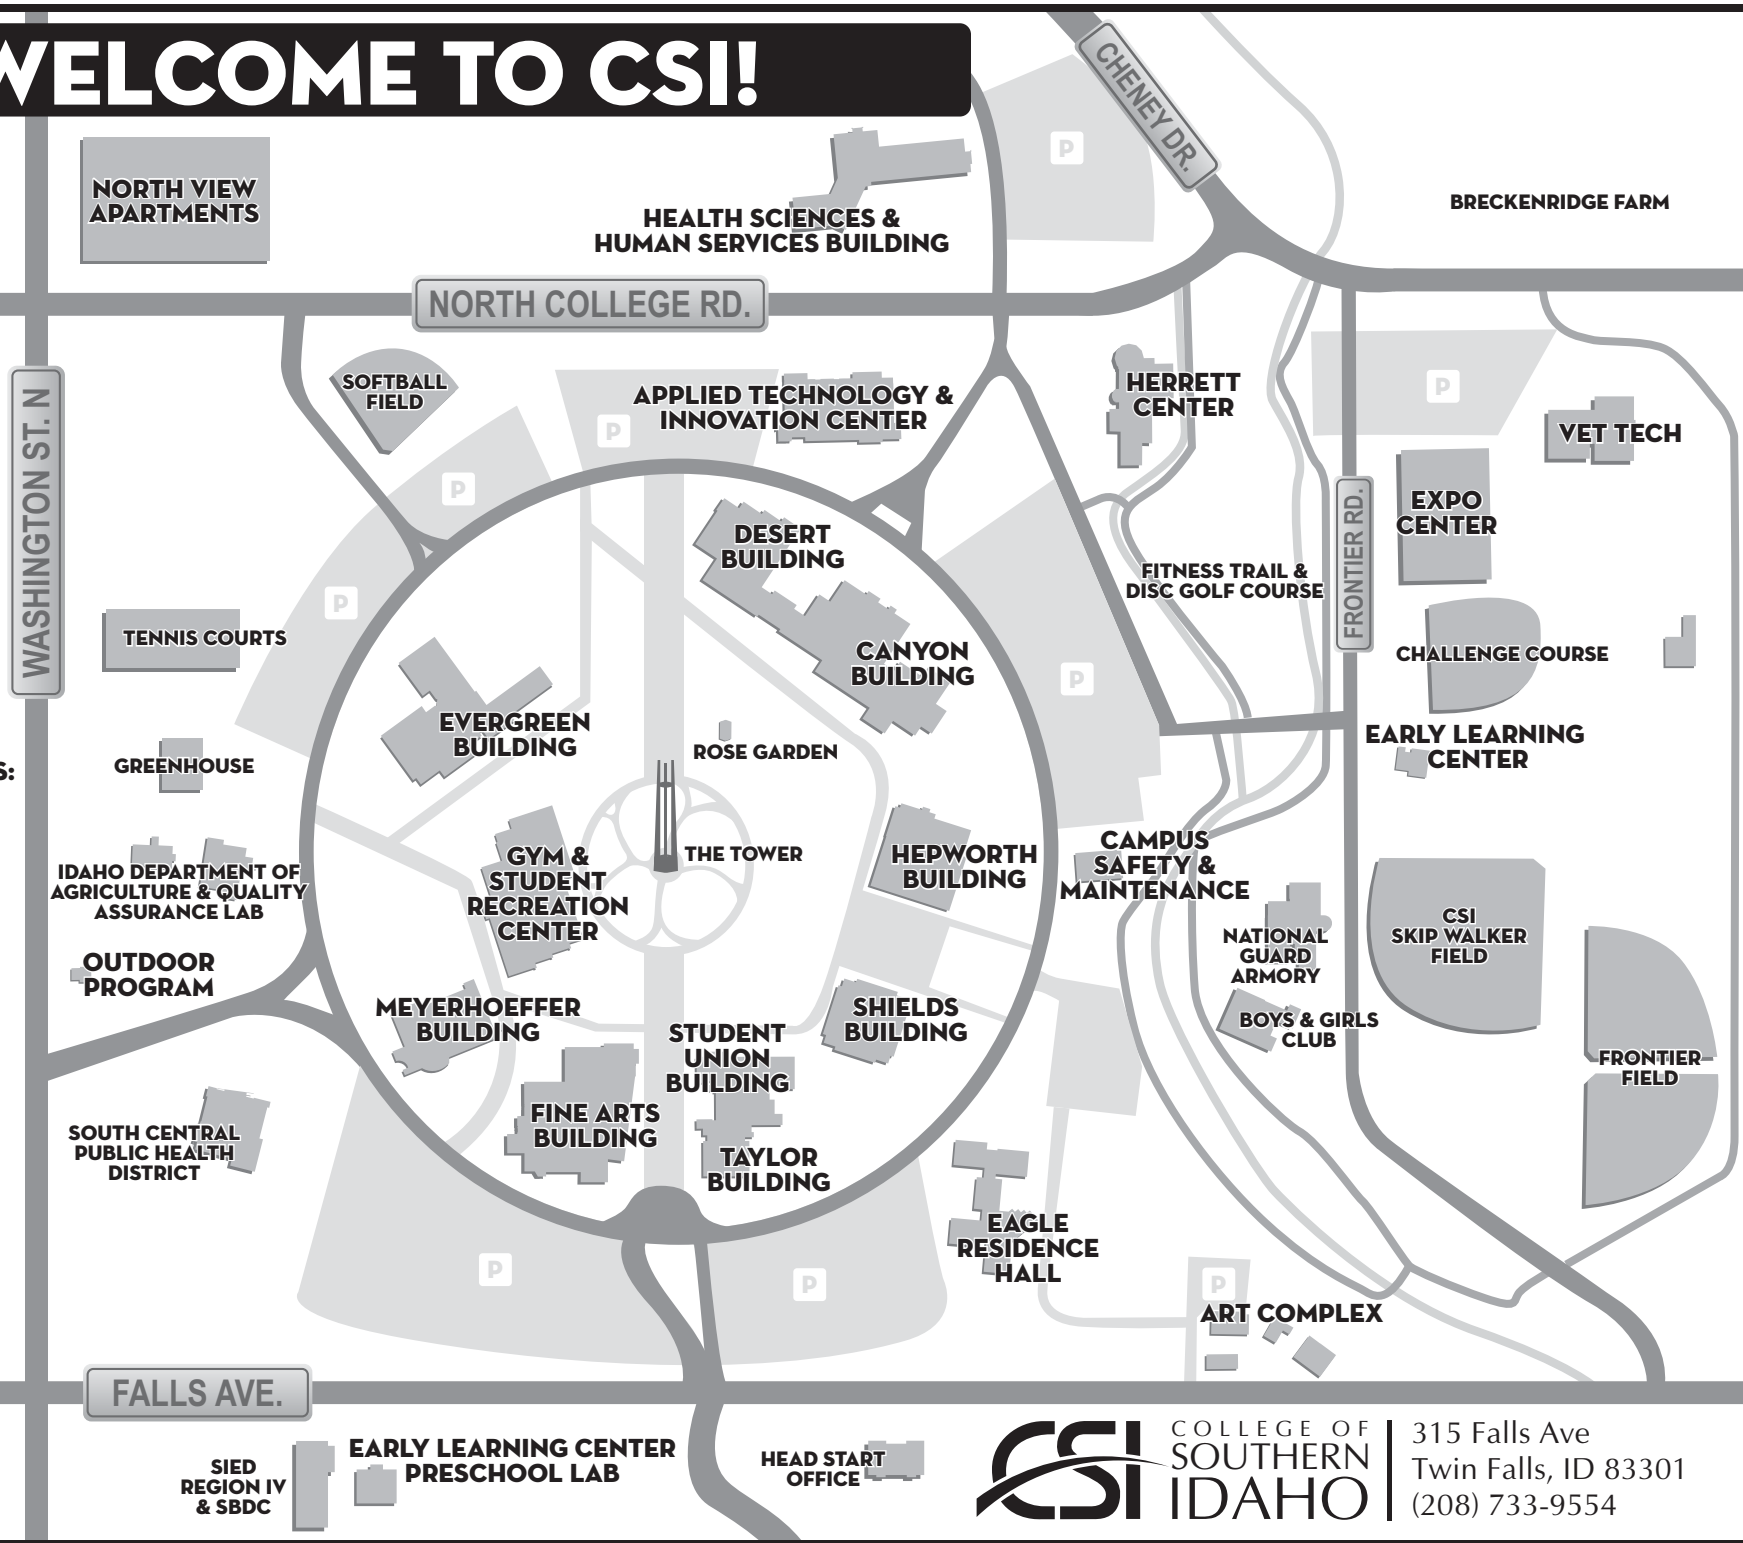 WELCOME TO CSI!
CHENEY DR.
P
NORTH VIEW
APARTMENTS
HEALTH SCIENCES &
HUMAN SERVICES BUILDING
BRECKENRIDGE FARM
NORTH COLLEGE RD.
WASHINGTON ST. N
SOFTBALL
FIELD
APPLIED TECHNOLOGY &
INNOVATION CENTER
P
P
P
HERRETT
CENTER
P
VET TECH
EXPO
CENTER
FRONTIER RD.
DESERT
BUILDING
FITNESS TRAIL &
DISC GOLF COURSE
TENNIS COURTS
CANYON
BUILDING
P
CHALLENGE COURSE
EVERGREEN
BUILDING
ROSE GARDEN
EARLY LEARNING
CENTER
S:
GREENHOUSE
THE TOWER
GYM &
STUDENT
RECREATION
CENTER
HEPWORTH
BUILDING
CAMPUS
SAFETY &
MAINTENANCE
IDAHO DEPARTMENT OF
AGRICULTURE & QUALITY
ASSURANCE LAB
CSI
SKIP WALKER
FIELD
NATIONAL
GUARD
ARMORY
OUTDOOR
PROGRAM
MEYERHOEFFER
BUILDING
STUDENT
UNION
BUILDING
SHIELDS
BUILDING
BOYS & GIRLS
CLUB
FRONTIER
FIELD
SOUTH CENTRAL
PUBLIC HEALTH
DISTRICT
FINE ARTS
BUILDING
TAYLOR
BUILDING
EAGLE
RESIDENCE
HALL
P
P
P
ART COMPLEX
FALLS AVE.
SIED
REGION IV
& SBDC
EARLY LEARNING CENTER
PRESCHOOL LAB
HEAD START
OFFICE
CSI
COLLEGE OF
SOUTHERN
IDAHO
315 Falls Ave
Twin Falls, ID 83301
(208) 733-9554